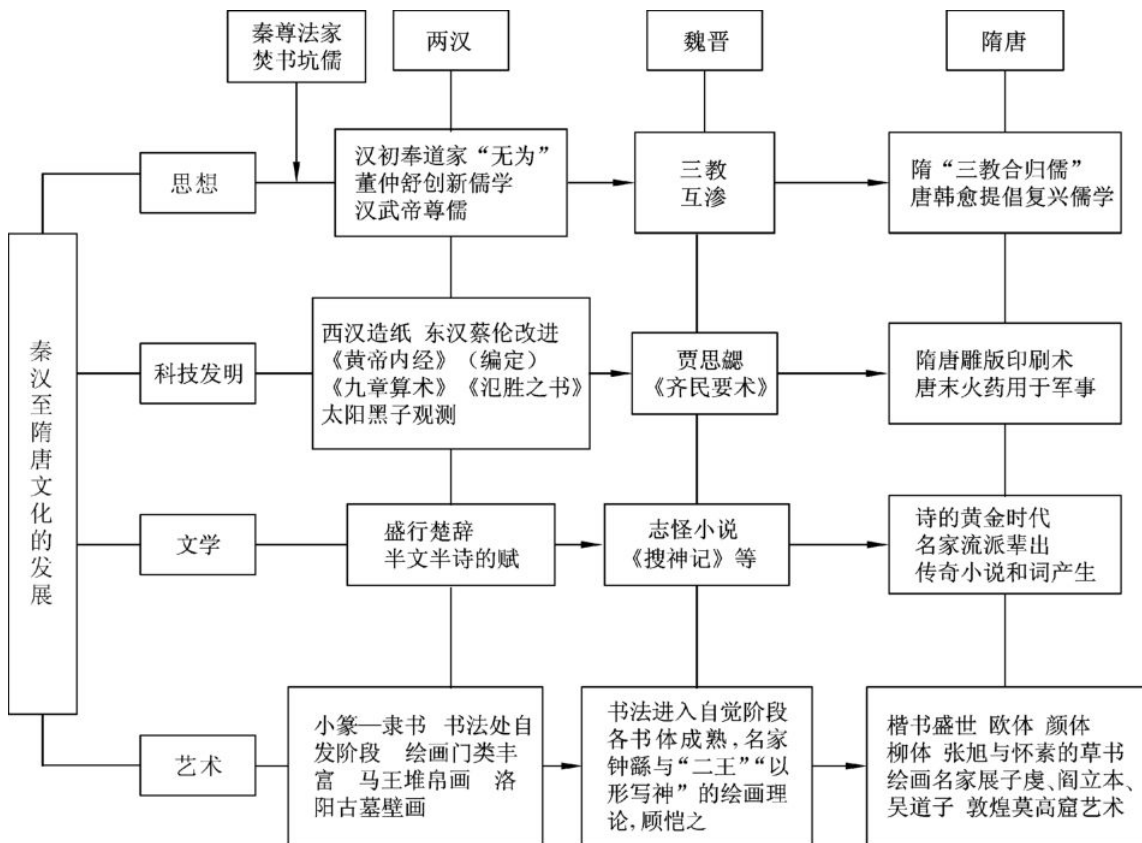 秦尊法家
焚书坑儒
两汉
魏晋
隋唐
思想
汉初奉道家“无为”
董仲舒创新儒学
汉武帝尊儒
三教
互渗
隋“三教合归儒”
唐韩愈提倡复兴儒学
秦汉至隋唐文化的发展
科技发明
西汉造纸 东汉蔡伦改进
《黄帝内经》（编定）
《九章算术》《氾胜之书》
太阳黑子观测
贾思勰
《齐民要术》
隋唐雕版印刷术
唐末火药用于军事
文学
盛行楚辞
半文半诗的赋
志怪小说
《搜神记》等
诗的黄金时代
名家流派辈出
传奇小说和词产生
艺术
小篆—隶书 书法处自
发阶段 绘画门类丰
富 马王堆帛画 洛
阳古墓壁画
书法进入自觉阶段
各书体成熟，名家
钟繇与“二王”“以
形写神”的绘画理
论，顾恺之
楷书盛世 欧体 颜体
柳体 张旭与怀素的草书
绘画名家展子虔、阎立本、
吴道子 敦煌莫高窟艺术